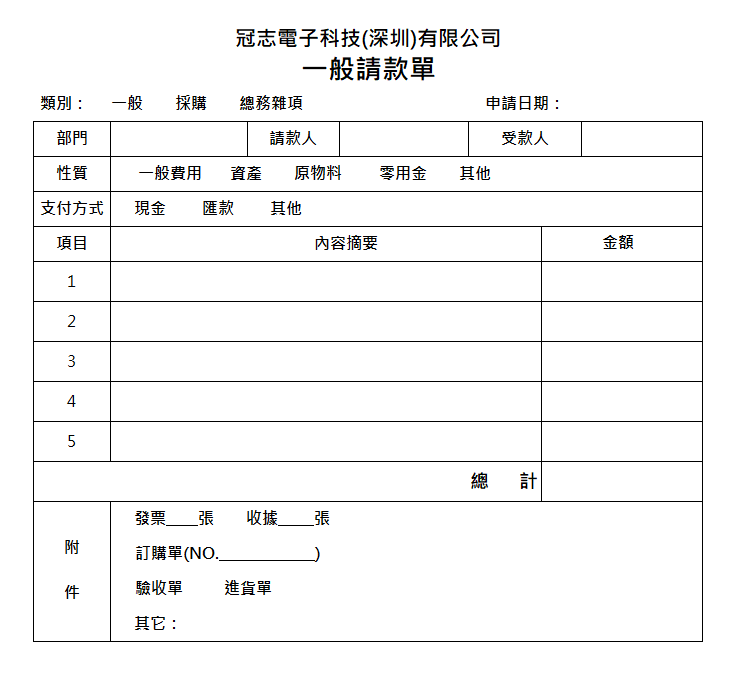 冠志電子科技(深圳)有限公司
一般請款單
類別： 一般 採購 總務雜項 申請日期：
部門 請款人 受款人
性質 一般費用 資產 原物料 零用金 其他
支付方式 現金 匯款 其他
項目 內容摘要 金額
1
2
3
4
5
總 計
發票____張 收據____張
附 訂購單(NO.____________)
件 驗收單 進貨單
其它：